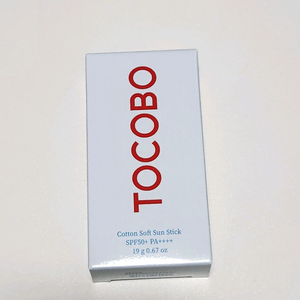 TOCOBO
Cotton Soft Sun Stick
SPF50+ PA++++
19 g 0.67 oz